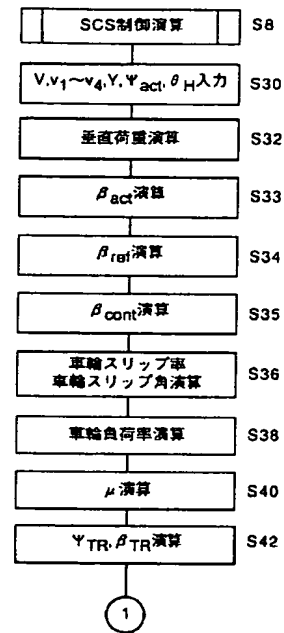 SCS制御演算 S8
V,v1~v4,Y,Ψact,θH入力 S30
垂直荷重演算 S32
βact演算 S33
βref演算 S34
βcont演算 S35
車輪スリップ率
車輪スリップ角演算 S36
車輪負荷率演算 S38
μ演算 S40
ΨTR,βTR演算 S42
1